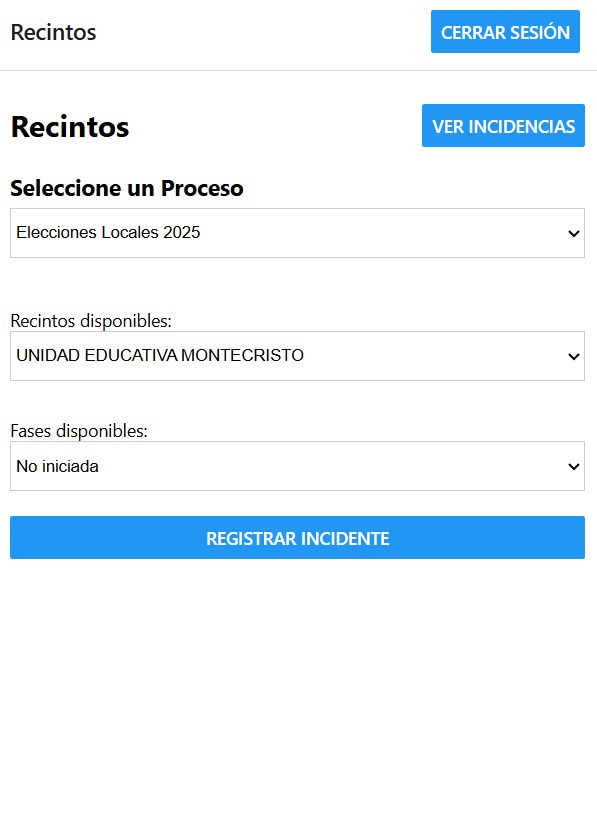 Recintos
CERRAR SESIÓN
Recintos
VER INCIDENCIAS
Seleccione un Proceso
Elecciones Locales 2025
Recintos disponibles:
UNIDAD EDUCATIVA MONTECRISTO
Fases disponibles:
No iniciada
REGISTRAR INCIDENTE